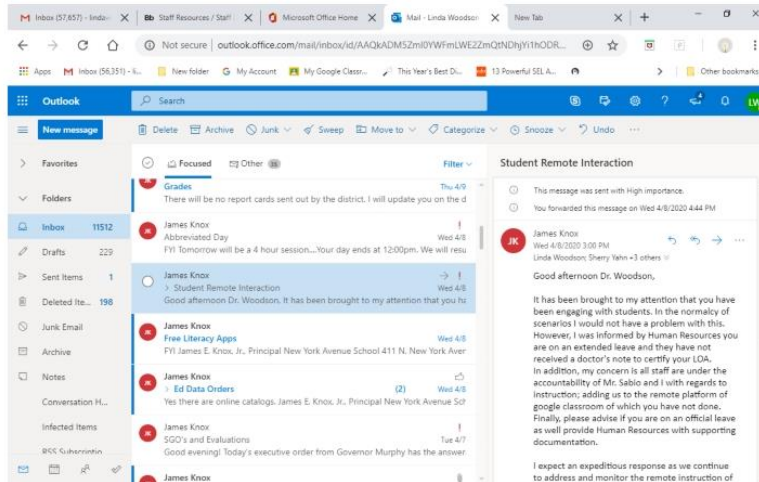 Inbox (57,657) - linda-
Bb Staff Resources / Staff
Microsoft Office Home
Mail - Linda Woodson
New Tab
Not secure | outlook.office.com/mail/inbox/id/
Apps
Inbox (56,351) -
New folder
My Account
My Google Classr...
This Year's Best Di...
13 Powerful SEL A...
Other bookmarks
Outlook
Search
New message
Delete
Archive
Junk
Sweep
Move to
Categorize
Snooze
Undo
Favorites
Folders
Inbox 11512
Drafts 229
Sent Items 1
Deleted Ite... 198
Junk Email
Archive
Notes
Conversation H...
Infected Items
RSS Subscriptio
Focused
Other
Filter
Grades Thu 4/9
There will be no report cards sent out by the district. I will update you on the d
James Knox
Abbreviated Day Wed 4/8
FYI Tomorrow will be a 4 hour session....Your day ends at 12:00pm. We will resu
James Knox
> Student Remote Interaction Wed 4/8
Good afternoon Dr. Woodson, It has been brought to my attention that you ha
James Knox
Free Literacy Apps Wed 4/8
FYI James E. Knox, Jr., Principal New York Avenue School 411 N. New York Aver
James Knox
> Ed Data Orders (2) Wed 4/8
Yes there are online catalogs. James E. Knox, Jr., Principal New York Avenue Sch
James Knox
SGO's and Evaluations Tue 4/7
Good evening! Today's executive order from Governor Murphy has the answer
James Knox
Student Remote Interaction
This message was sent with High importance.
You forwarded this message on Wed 4/8/2020 4:44 PM
JK
James Knox
Wed 4/8/2020 3:00 PM
Linda Woodson; Sherry Yahn +3 others
Good afternoon Dr. Woodson,
It has been brought to my attention that you have
been engaging with students. In the normalcy of
scenarios I would not have a problem with this.
However, I was informed by Human Resources you
are on an extended leave and they have not
received a doctor's note to certify your LOA.
In addition, my concern is all staff are under the
accountability of Mr. Sabio and I with regards to
instruction; adding us to the remote platform of
google classroom of which you have not done.
Finally, please advise if you are on an official leave
as well provide Human Resources with supporting
documentation.
I expect an expeditious response as we continue
to address and monitor the remote instruction of